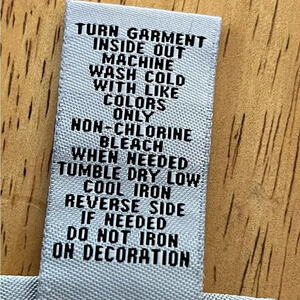 TURN GARMENT
INSIDE OUT
MACHINE
WASH COLD
WITH LIKE
COLORS
ONLY
NON-CHLORINE
BLEACH
WHEN NEEDED
TUMBLE DRY LOW
COOL IRON
REVERSE SIDE
IF NEEDED
DO NOT IRON
ON DECORATION